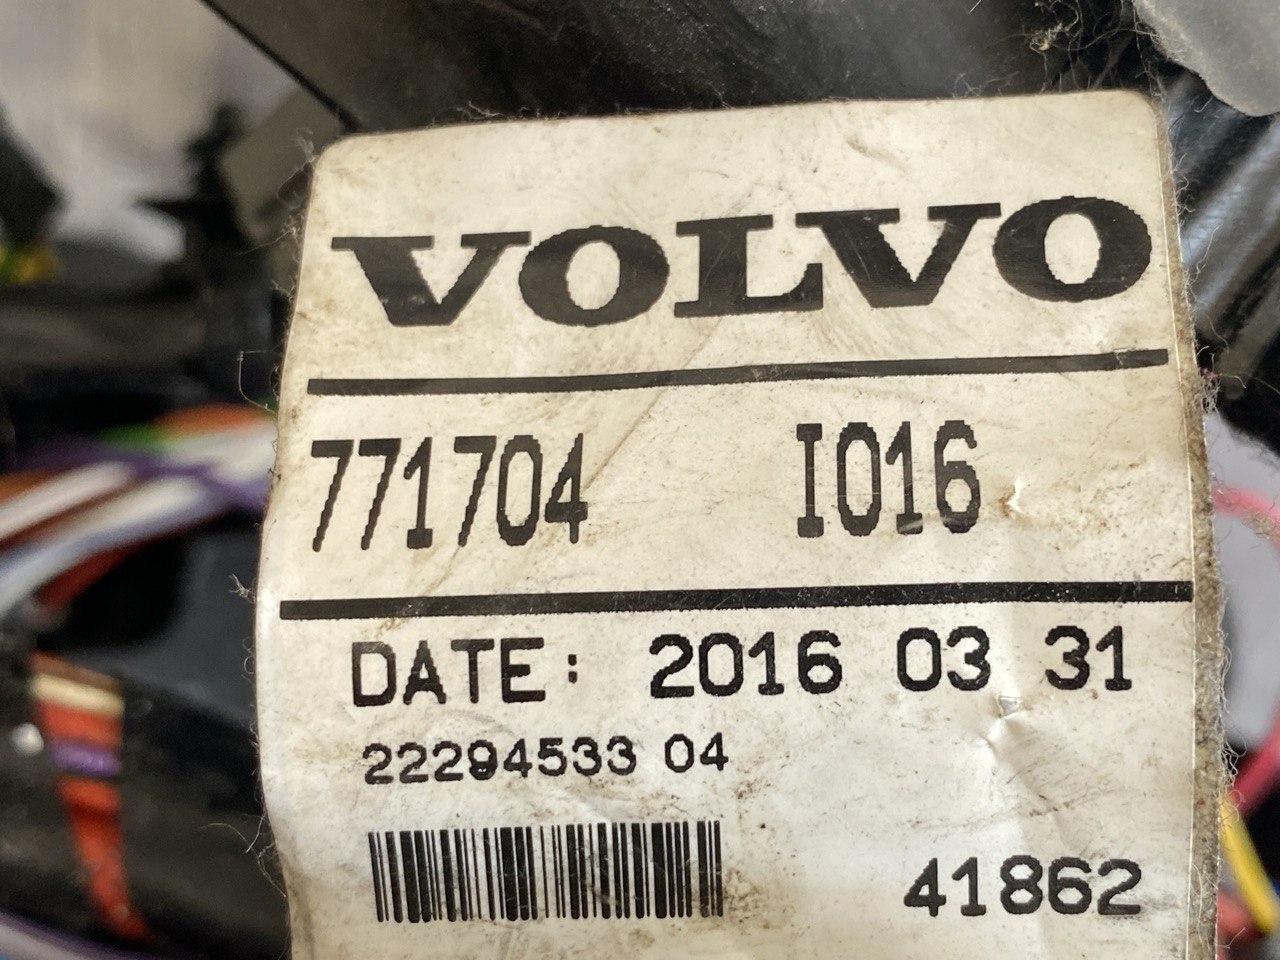 VOLVO
771704 I016
DATE: 2016 03 31
22294533 04
41862